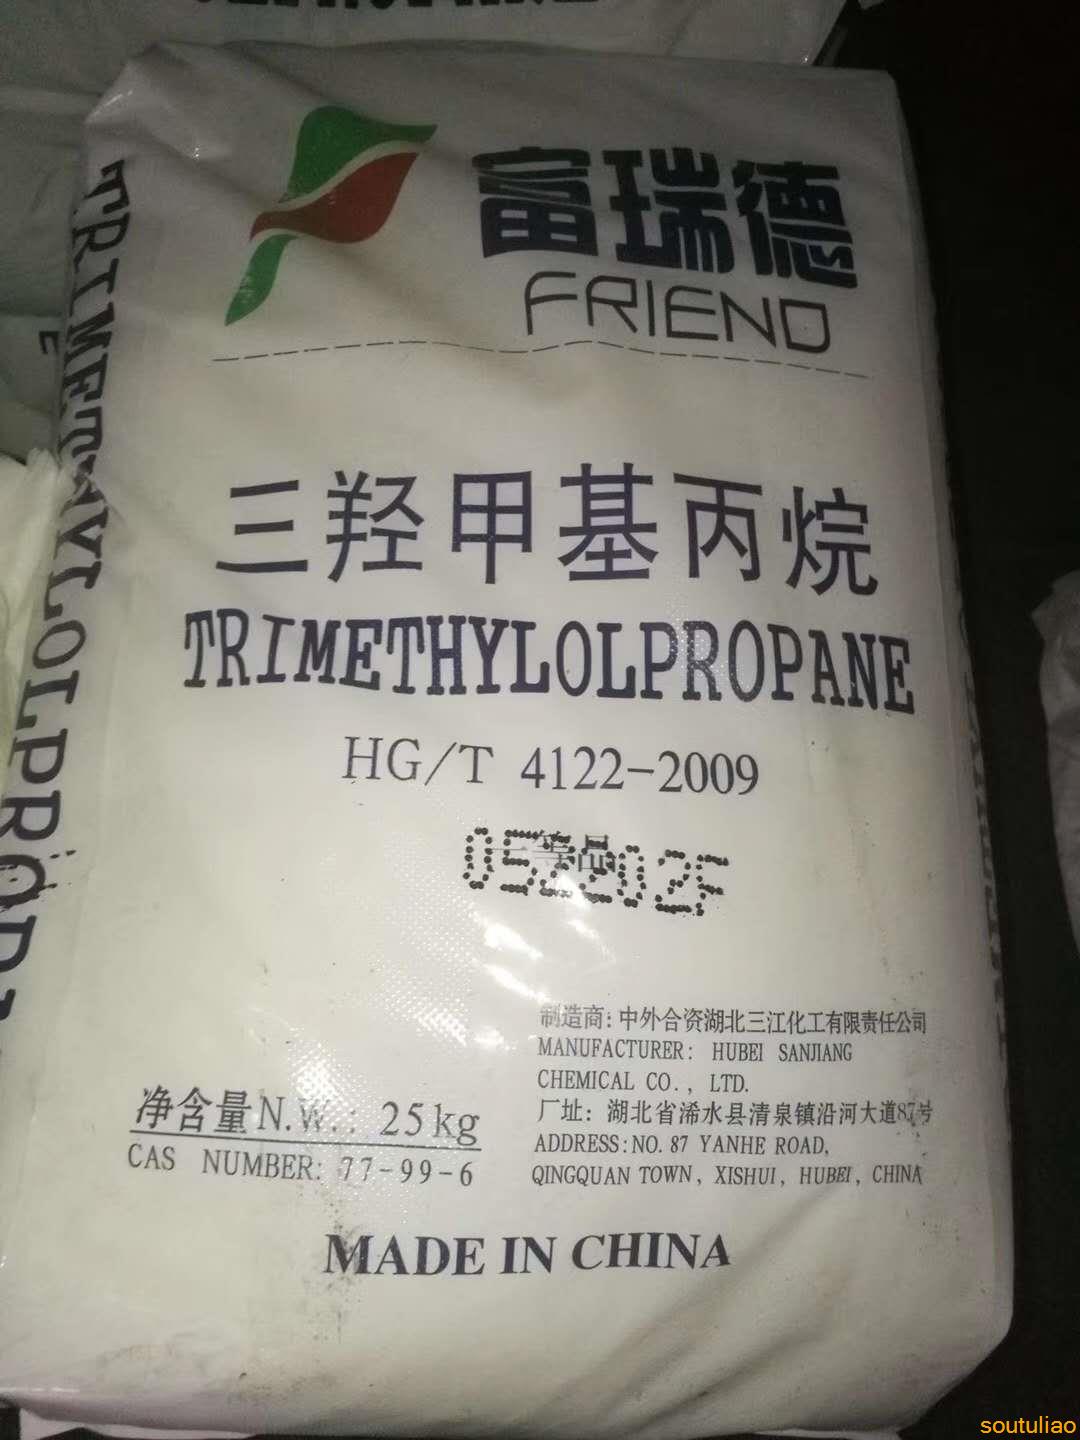 富瑞德
FRIEND
三羟甲基丙烷
TRIMETHYLOLPROPANE
HG/T 4122-2009
制造商：中外合资湖北三江化工有限责任公司
MANUFACTURER: HUBEI SANJIANG
CHEMICAL CO., LTD.
厂址：湖北省浠水县清泉镇沿河大道87号
ADDRESS:NO. 87 YANHE ROAD,
QINGQUAN TOWN, XISHUI, HUBEI, CHINA
净含量N.W.: 25kg
CAS NUMBER: 77-99-6
MADE IN CHINA
soutuliao